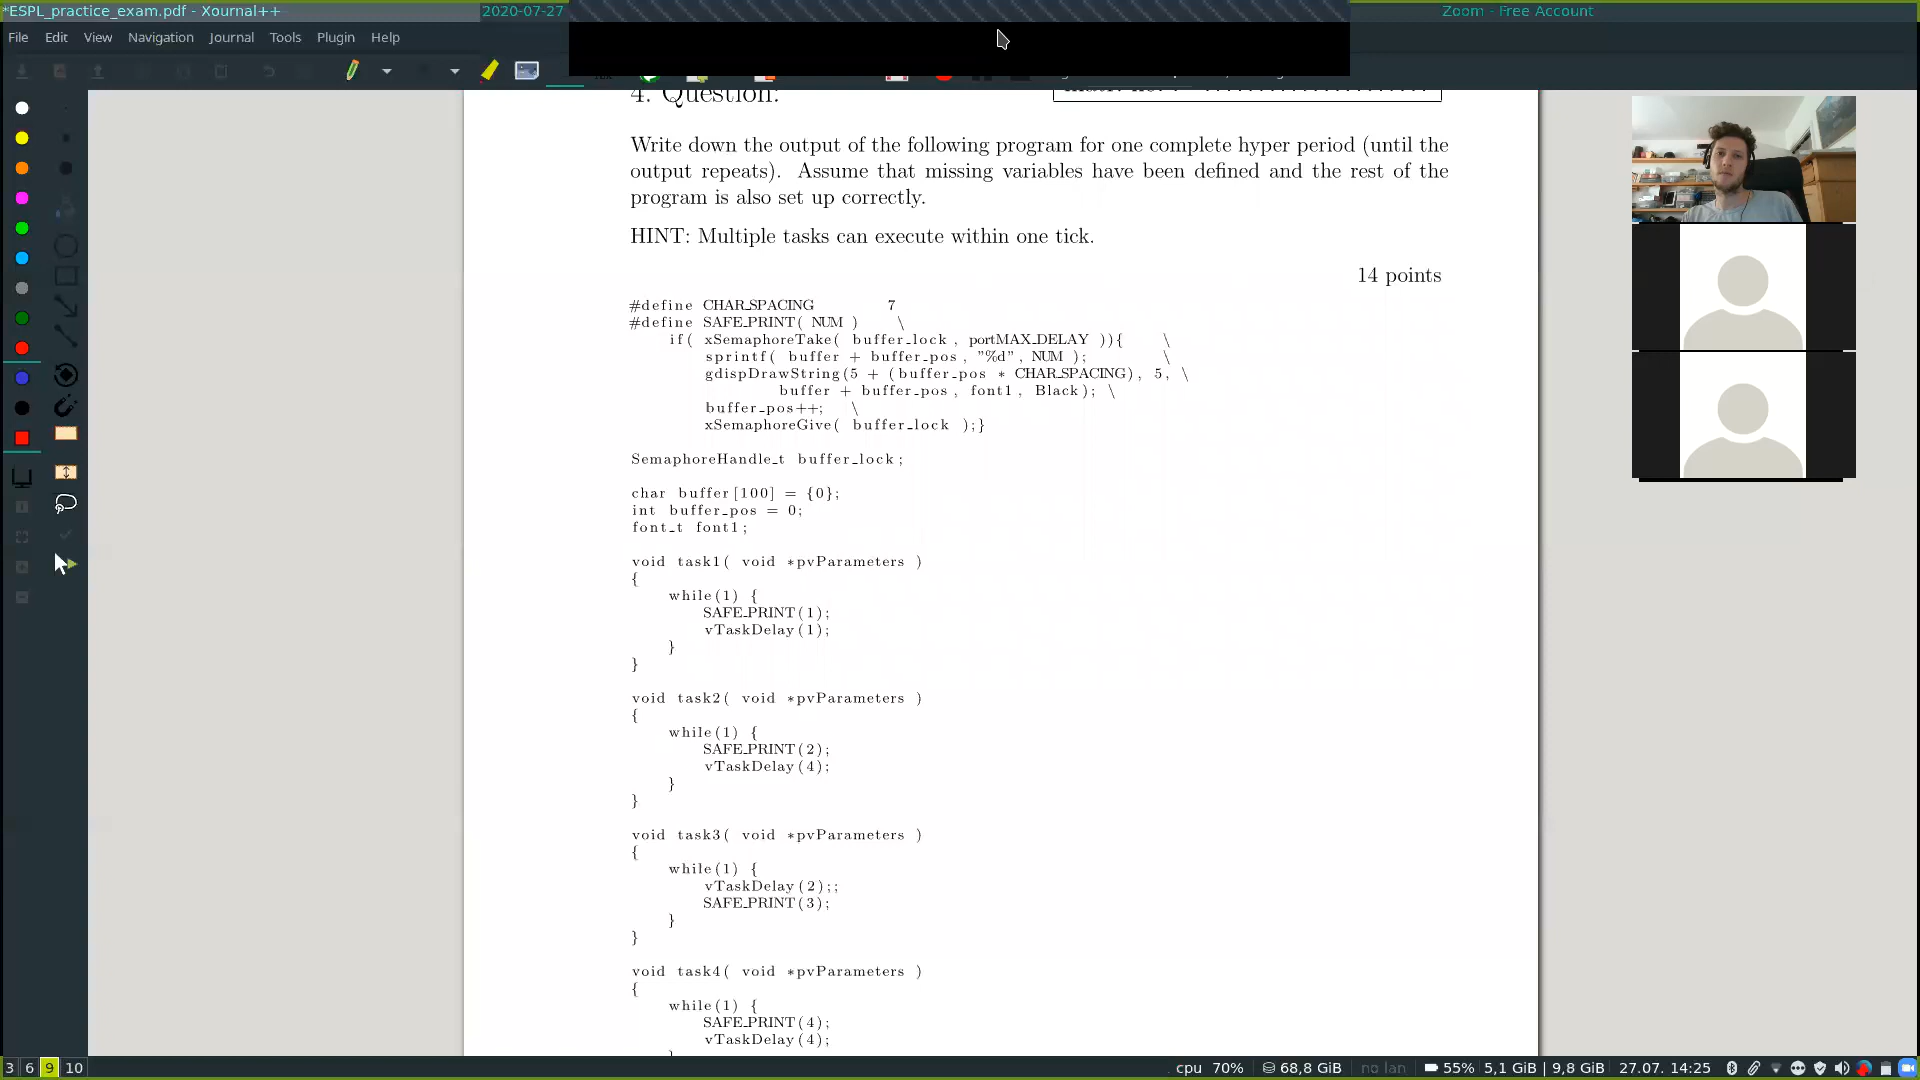 *ESPL_practice_exam.pdf - Xournal++
2020-07-27
Zoom - Free Account
File Edit View Navigation Journal Tools Plugin Help
4. Question:
Write down the output of the following program for one complete hyper period (until the
output repeats). Assume that missing variables have been defined and the rest of the
program is also set up correctly.
HINT: Multiple tasks can execute within one tick.
14 points
#define CHAR_SPACING 7
#define SAFE_PRINT( NUM ) \
if( xSemaphoreTake( buffer_lock, portMAX_DELAY )){ \
sprintf( buffer + buffer_pos, "%d", NUM ); \
gdispDrawString(5 + (buffer_pos * CHAR_SPACING), 5, \
buffer + buffer_pos, font1, Black); \
buffer_pos++; \
xSemaphoreGive( buffer_lock );}
SemaphoreHandle_t buffer_lock;
char buffer[100] = {0};
int buffer_pos = 0;
font_t font1;
void task1( void *pvParameters )
{
while(1) {
SAFE_PRINT(1);
vTaskDelay(1);
}
}
void task2( void *pvParameters )
{
while(1) {
SAFE_PRINT(2);
vTaskDelay(4);
}
}
void task3( void *pvParameters )
{
while(1) {
vTaskDelay(2);;
SAFE_PRINT(3);
}
}
void task4( void *pvParameters )
{
while(1) {
SAFE_PRINT(4);
vTaskDelay(4);
3 6 9 10
cpu 70% 68,8 GiB no lan 55% 5,1 GiB | 9,8 GiB 27.07. 14:25